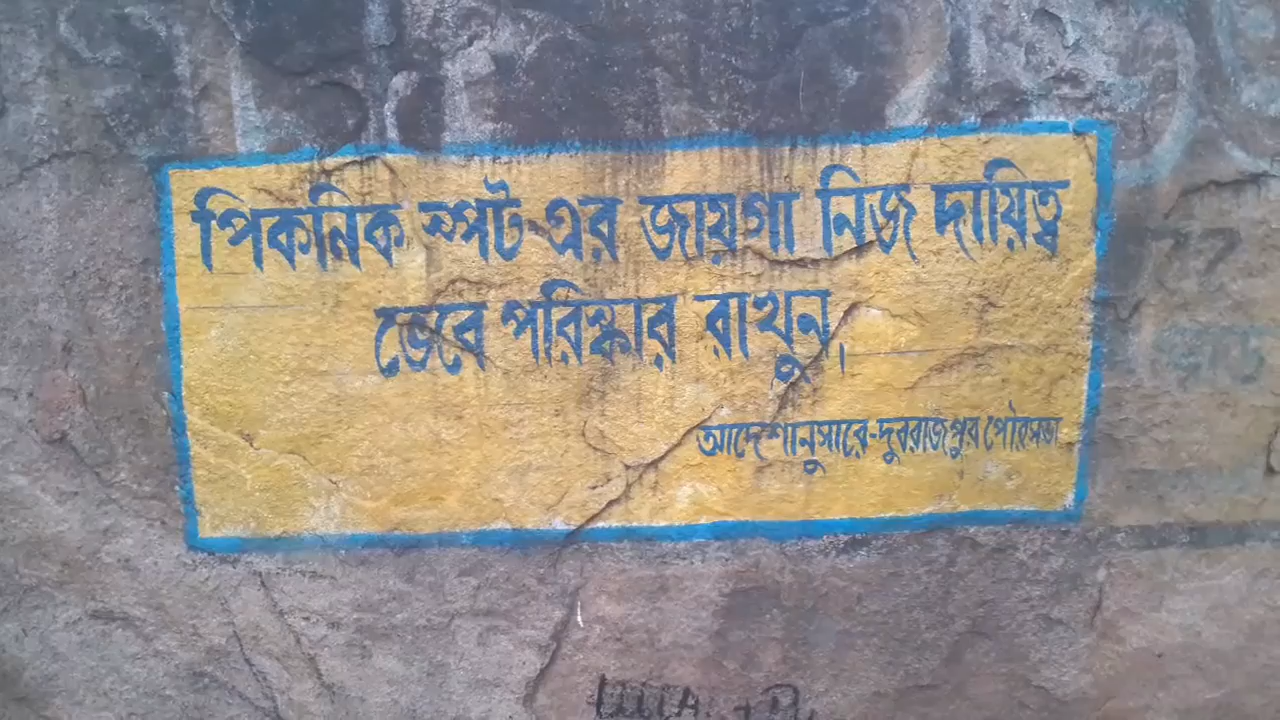 পিকনিক স্পট এর জায়গা নিজ দায়িত্ব
ভেবে পরিস্কার রাখুন।
আদেশানুসারে-দুবরাজপুর পৌরসভা